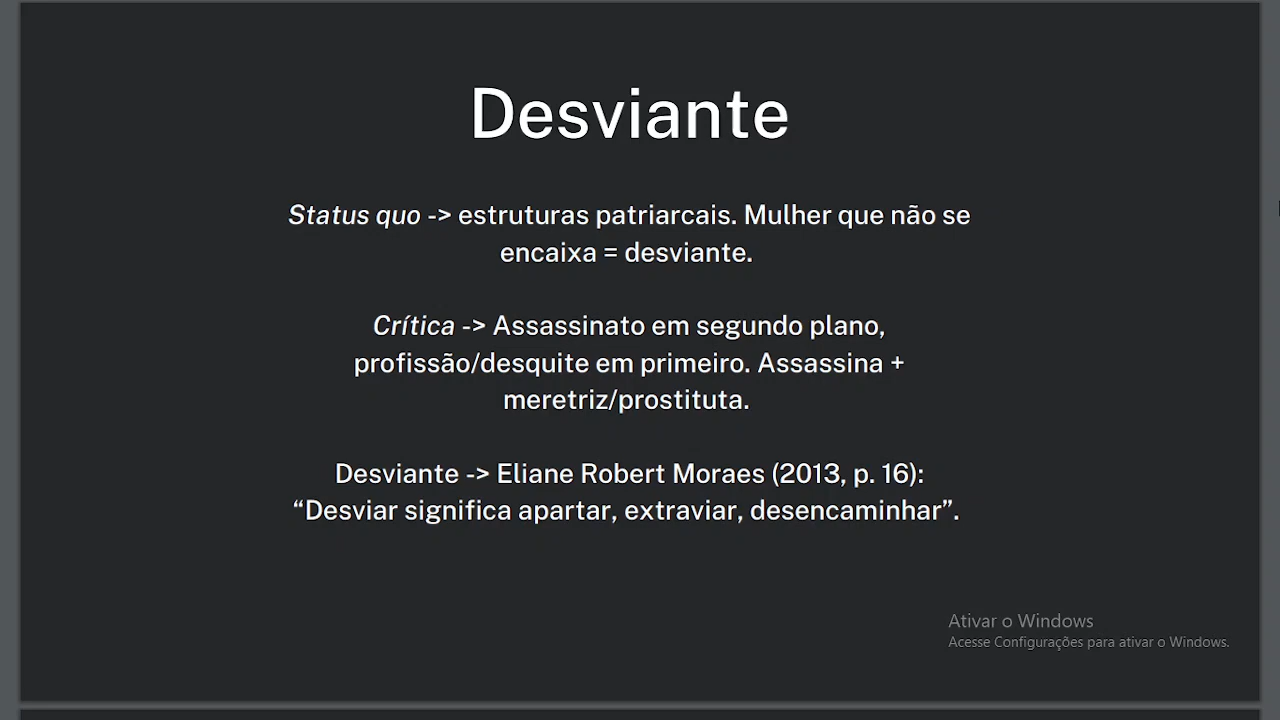 Desviante
Status quo -> estruturas patriarcais. Mulher que não se
encaixa = desviante.
Crítica -> Assassinato em segundo plano,
profissão/desquite em primeiro. Assassina +
meretriz/prostituta.
Desviante -> Eliane Robert Moraes (2013, p. 16):
“Desviar significa apartar, extraviar, desencaminhar”.
Ativar o Windows
Acesse Configurações para ativar o Windows.